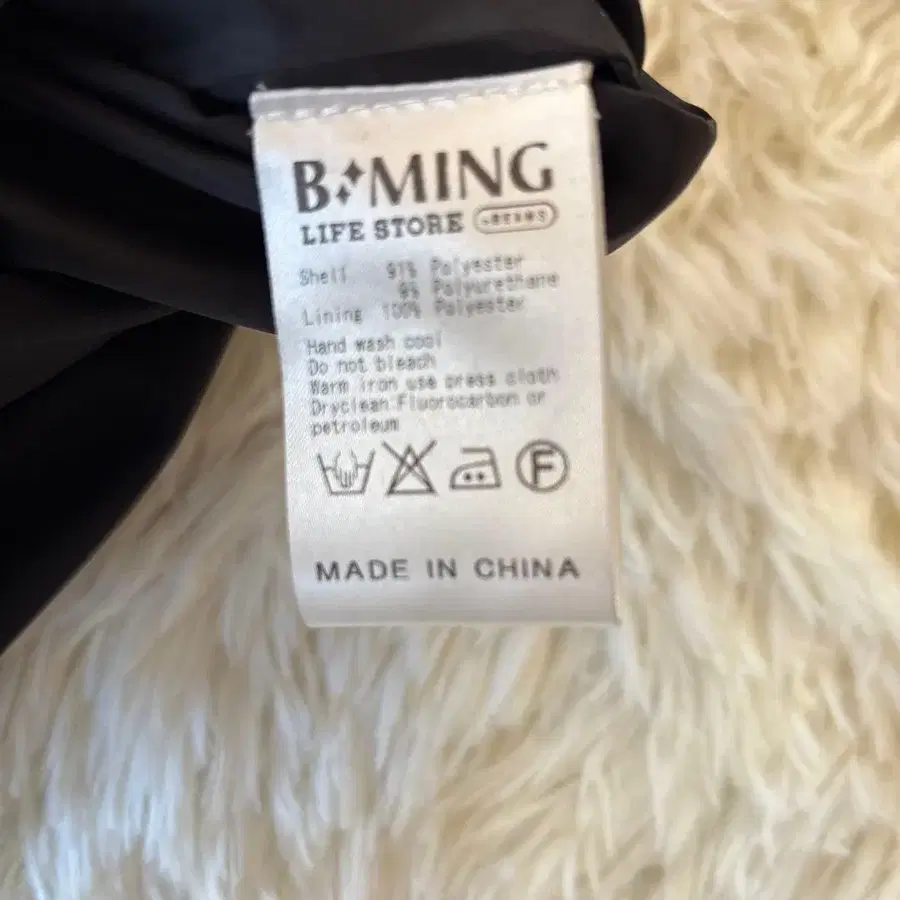 B MING
LIFE STORE BEAMS
Shell 91% Polyester
9% Polyurethane
Lining 100% Polyester
Hand wash cool
Do not bleach
Warm iron use press cloth
Dryclean Fluorocarbon or
petroleum
F
MADE IN CHINA